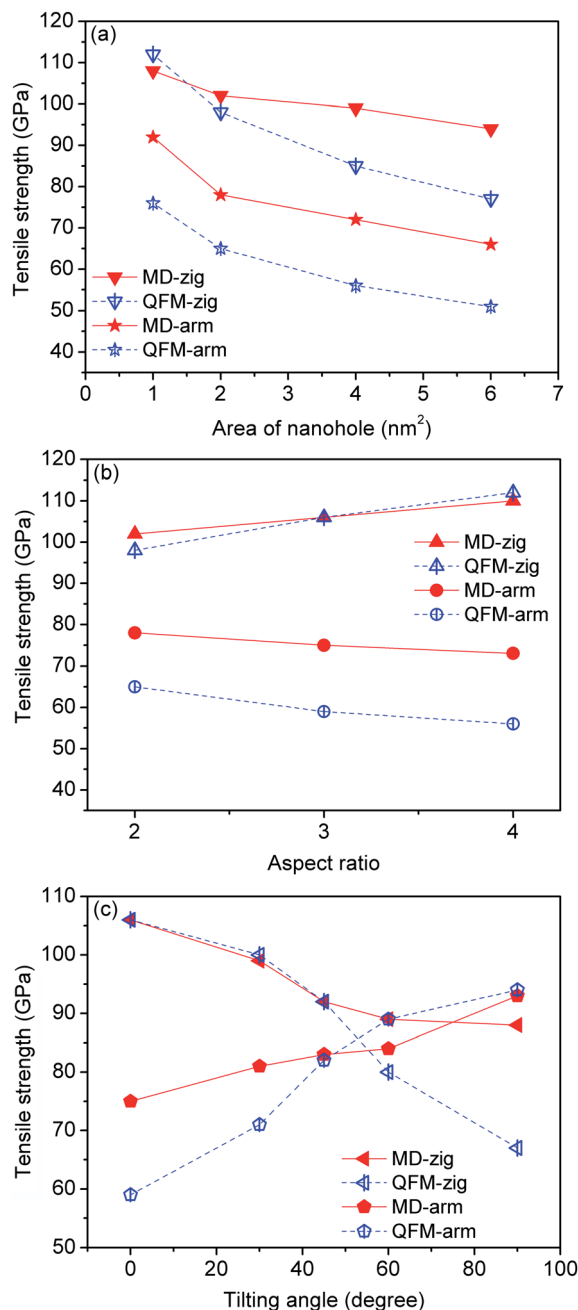 (a)
120
110
100
90
80
70
60
50
40
Tensile strength (GPa)
MD-zig
QFM-zig
MD-arm
QFM-arm
0 1 2 3 4 5 6 7
Area of nanohole (nm²)
(b)
120
110
100
90
80
70
60
50
40
Tensile strength (GPa)
MD-zig
QFM-zig
MD-arm
QFM-arm
2 3 4
Aspect ratio
(c)
110
100
90
80
70
60
50
Tensile strength (GPa)
MD-zig
QFM-zig
MD-arm
QFM-arm
0 20 40 60 80 100
Tilting angle (degree)